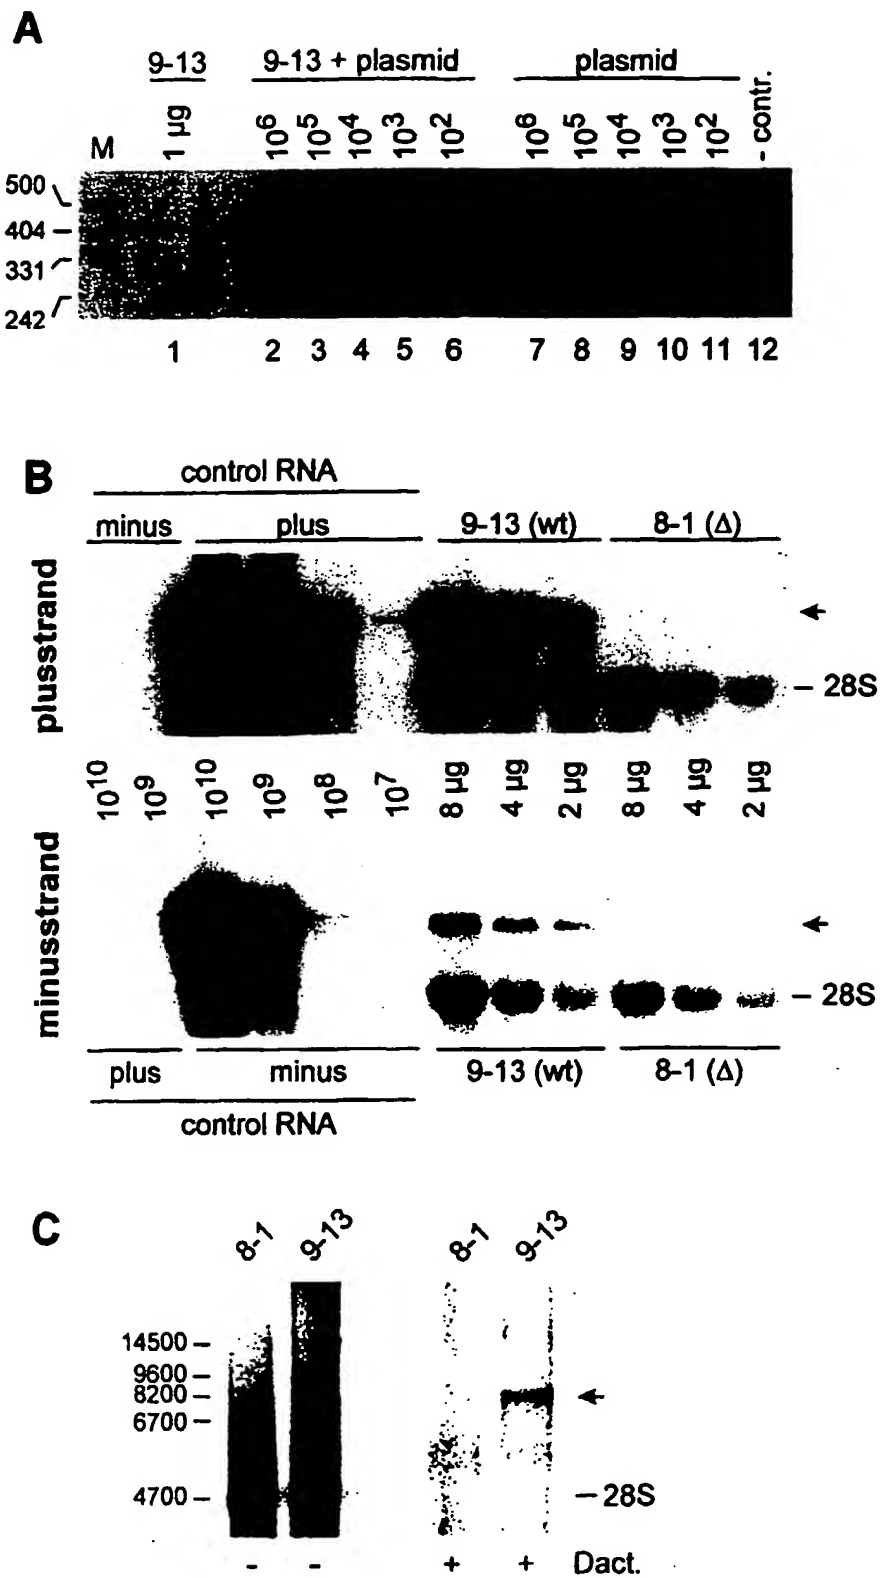 A
9-13 9-13 + plasmid plasmid
M 1 µg 10⁶ 10⁵ 10⁴ 10³ 10² 10⁶ 10⁵ 10⁴ 10³ 10² - contr.
500
404
331
242
1 2 3 4 5 6 7 8 9 10 11 12
B
control RNA
minus plus 9-13 (wt) 8-1 (Δ)
plusstrand
28S
10¹⁰ 10⁹ 10¹⁰ 10⁹ 10⁸ 10⁷ 8 µg 4 µg 2 µg 8 µg 4 µg 2 µg
minusstrand
28S
plus minus 9-13 (wt) 8-1 (Δ)
control RNA
C
8-1 9-13 8-1 9-13
14500
9600
8200
6700
4700
28S
- - + + Dact.